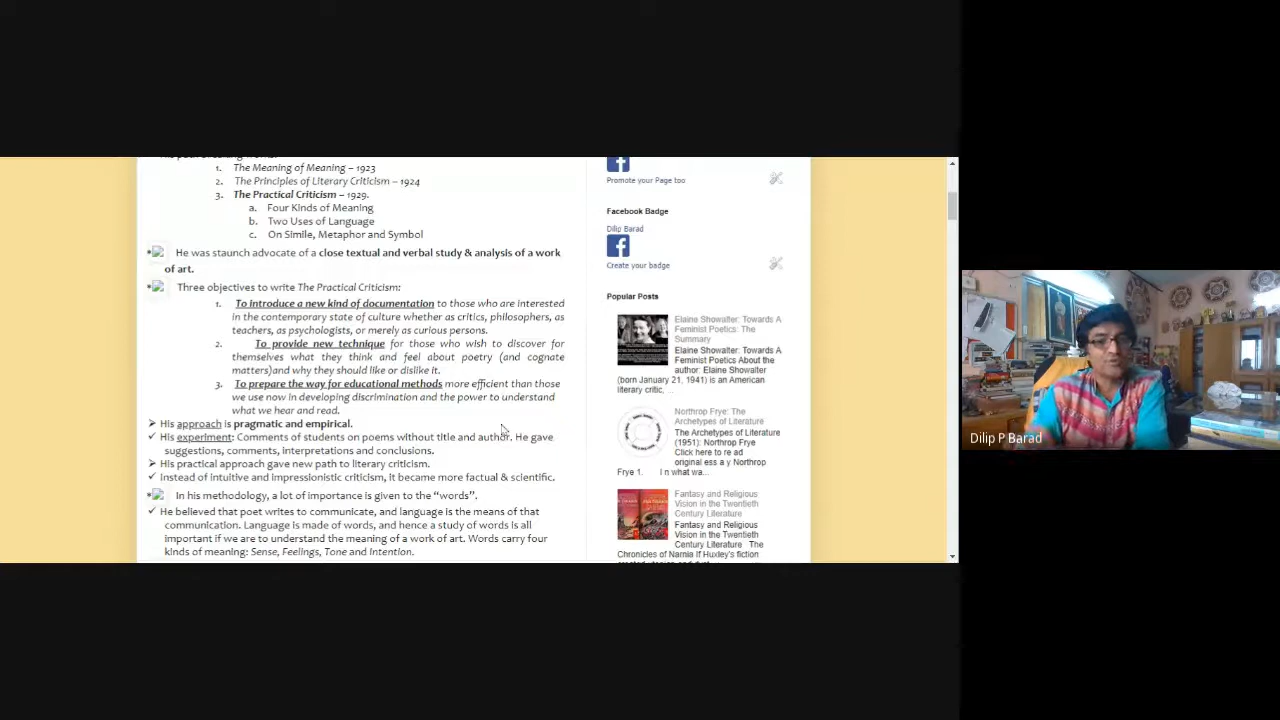 1. The Meaning of Meaning – 1923
2. The Principles of Literary Criticism – 1924
3. The Practical Criticism – 1929.
a. Four Kinds of Meaning
b. Two Uses of Language
c. On Simile, Metaphor and Symbol
* He was staunch advocate of a close textual and verbal study & analysis of a work
of art.
* Three objectives to write The Practical Criticism:
1. To introduce a new kind of documentation to those who are interested
in the contemporary state of culture whether as critics, philosophers, as
teachers, as psychologists, or merely as curious persons.
2. To provide new technique for those who wish to discover for
themselves what they think and feel about poetry (and cognate
matters)and why they should like or dislike it.
3. To prepare the way for educational methods more efficient than those
we use now in developing discrimination and the power to understand
what we hear and read.
➢ His approach is pragmatic and empirical.
✓ His experiment: Comments of students on poems without title and author. He gave
suggestions, comments, interpretations and conclusions.
➢ His practical approach gave new path to literary criticism.
✓ Instead of intuitive and impressionistic criticism, it became more factual & scientific.
* In his methodology, a lot of importance is given to the “words”.
✓ He believed that poet writes to communicate, and language is the means of that
communication. Language is made of words, and hence a study of words is all
important if we are to understand the meaning of a work of art. Words carry four
kinds of meaning: Sense, Feelings, Tone and Intention.
Promote your Page too
Facebook Badge
Dilip Barad
Create your badge
Popular Posts
Elaine Showalter: Towards A
Feminist Poetics: The
Summary
Elaine Showalter: Towards A
Feminist Poetics About the
author: Elaine Showalter
(born January 21, 1941) is an American
literary critic, ...
Northrop Frye: The
Archetypes of Literature
The Archetypes of Literature
(1951): Northrop Frye
Click here to re ad
original ess a y Northrop
Frye 1. I n what wa...
Fantasy and Religious
Vision in the Twentieth
Century Literature
Fantasy and Religious
Vision in the Twentieth
Century Literature The
Chronicles of Narnia If Huxley's fiction
Dilip P Barad